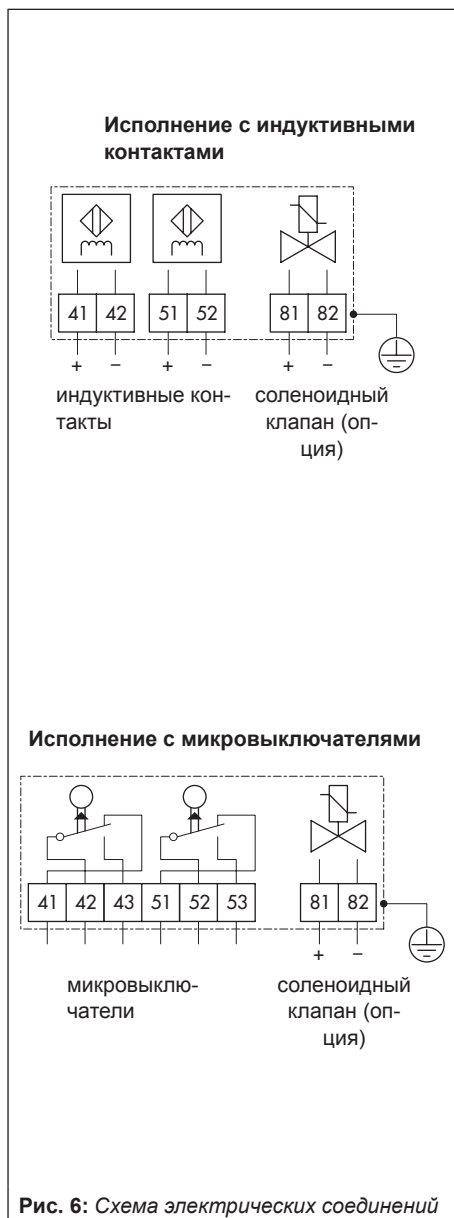 Исполнение с индуктивными
контактами
41 42 51 52 81 82
+ − + − + −
индуктивные кон-
такты
соленоидный
клапан (оп-
ция)
Исполнение с микровыключателями
41 42 43 51 52 53 81 82
+ −
микровыклю-
чатели
соленоидный
клапан (оп-
ция)
Рис. 6: Схема электрических соединений